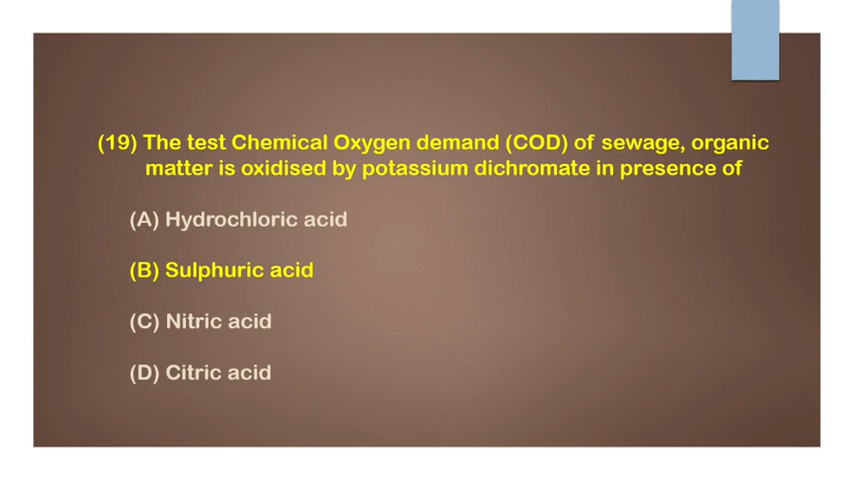 (19) The test Chemical Oxygen demand (COD) of sewage, organic
matter is oxidised by potassium dichromate in presence of
(A) Hydrochloric acid
(B) Sulphuric acid
(C) Nitric acid
(D) Citric acid